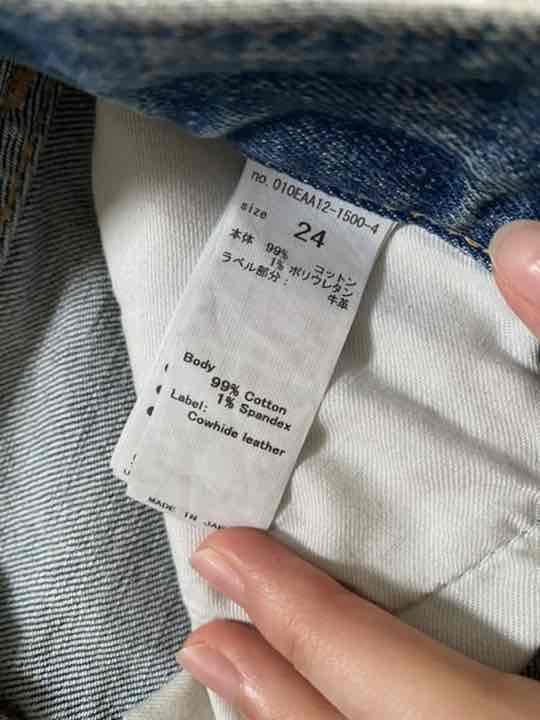 no. 010EAA12-1500-4
size 24
本体 99% コットン
1% ポリウレタン
ラベル部分: 牛革
Body
99% Cotton
1% Spandex
Label:
Cowhide leather
MADE IN